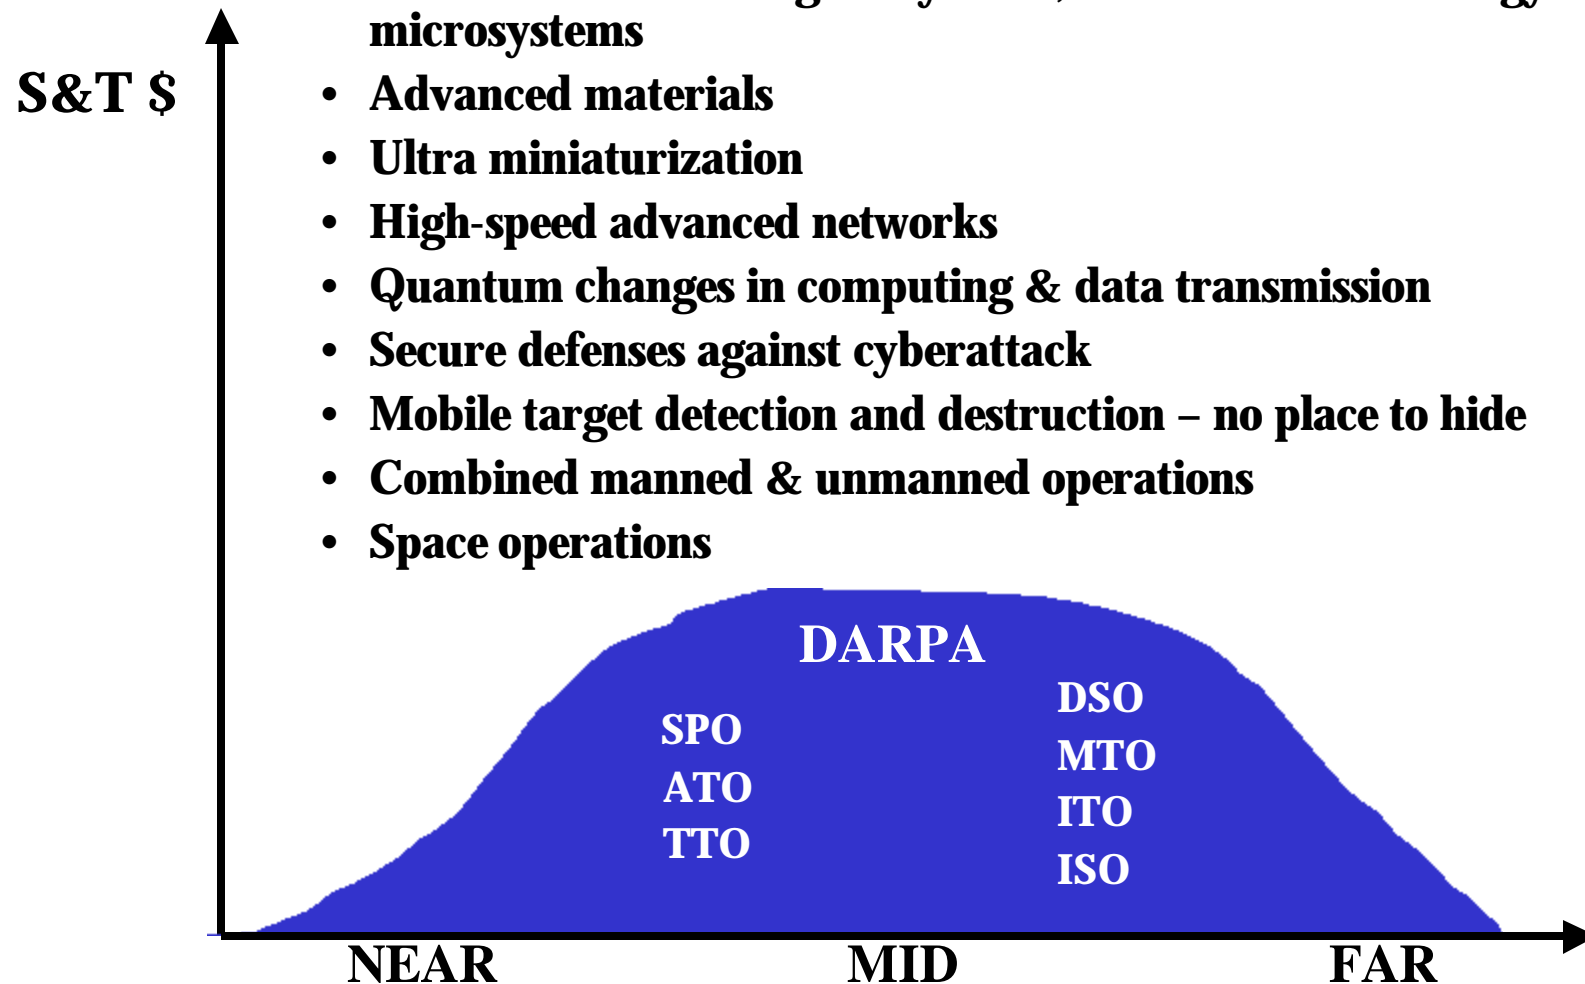 microsystems
S&T $
• Advanced materials
• Ultra miniaturization
• High-speed advanced networks
• Quantum changes in computing & data transmission
• Secure defenses against cyberattack
• Mobile target detection and destruction – no place to hide
• Combined manned & unmanned operations
• Space operations
DARPA
SPO
ATO
TTO
DSO
MTO
ITO
ISO
NEAR MID FAR